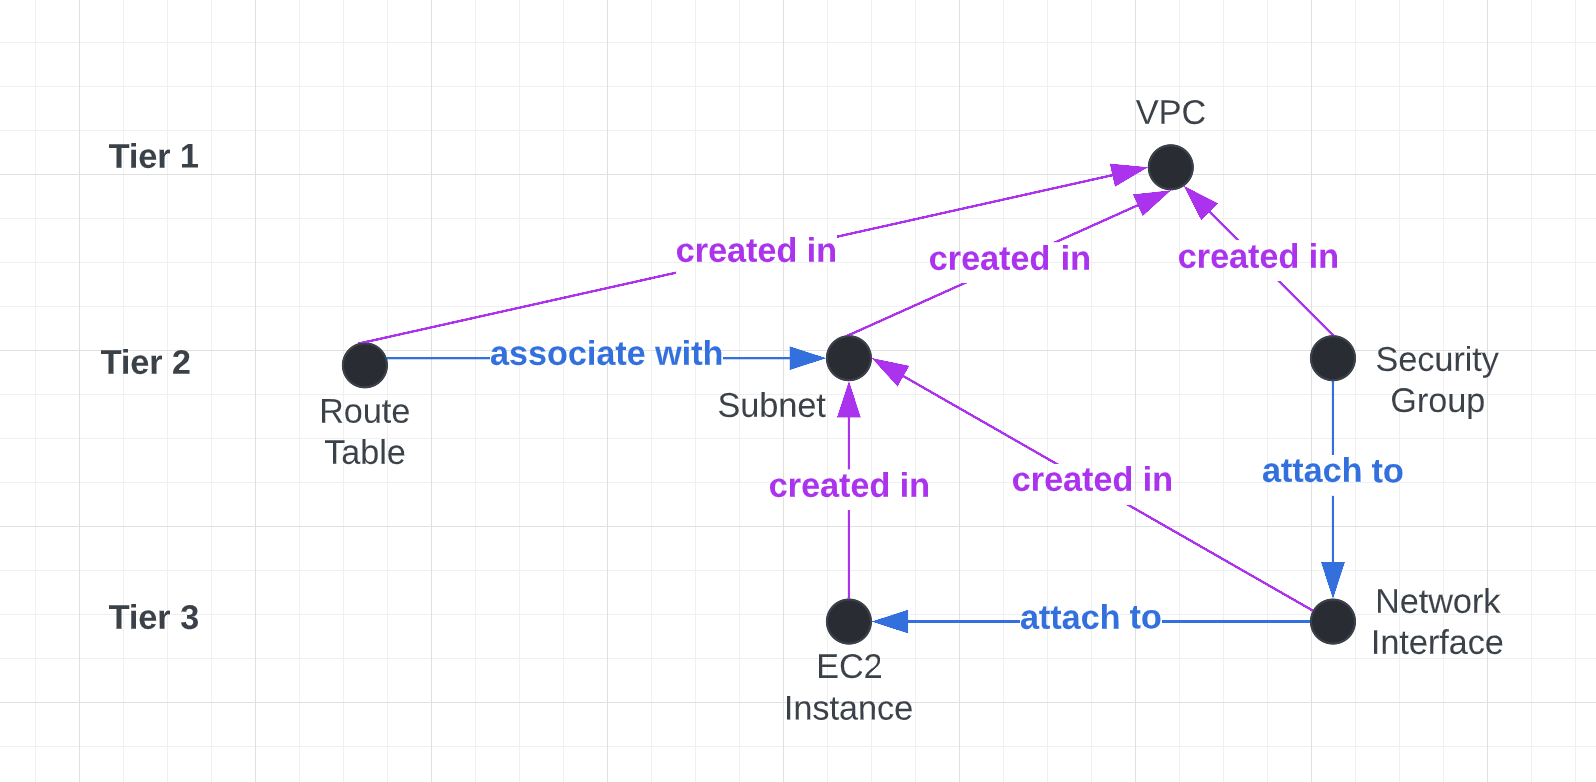 VPC
Tier 1
created in
created in
created in
Tier 2
associate with
Security
Group
Subnet
Route
Table
attach to
created in
created in
Tier 3
attach to
Network
Interface
EC2
Instance